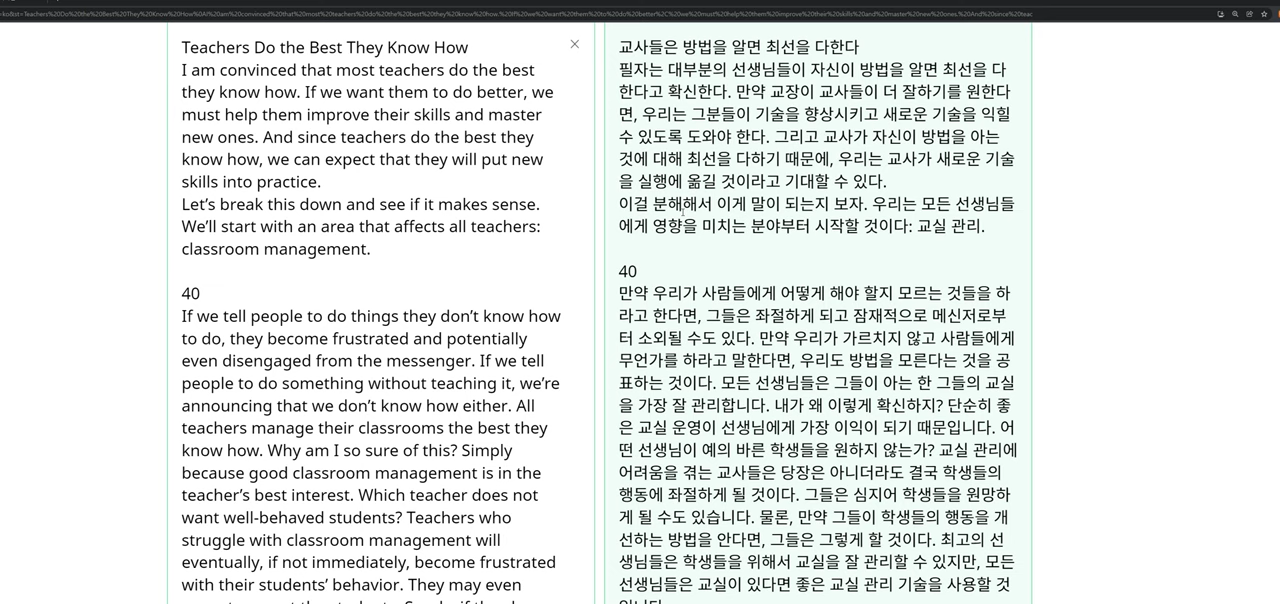 Teachers Do the Best They Know How
I am convinced that most teachers do the best
they know how. If we want them to do better, we
must help them improve their skills and master
new ones. And since teachers do the best they
know how, we can expect that they will put new
skills into practice.
Let’s break this down and see if it makes sense.
We’ll start with an area that affects all teachers:
classroom management.
40
If we tell people to do things they don’t know how
to do, they become frustrated and potentially
even disengaged from the messenger. If we tell
people to do something without teaching it, we’re
announcing that we don’t know how either. All
teachers manage their classrooms the best they
know how. Why am I so sure of this? Simply
because good classroom management is in the
teacher’s best interest. Which teacher does not
want well-behaved students? Teachers who
struggle with classroom management will
eventually, if not immediately, become frustrated
with their students’ behavior. They may even
교사들은 방법을 알면 최선을 다한다
필자는 대부분의 선생님들이 자신이 방법을 알면 최선을 다
한다고 확신한다. 만약 교장이 교사들이 더 잘하기를 원한다
면, 우리는 그분들이 기술을 향상시키고 새로운 기술을 익힐
수 있도록 도와야 한다. 그리고 교사가 자신이 방법을 아는
것에 대해 최선을 다하기 때문에, 우리는 교사가 새로운 기술
을 실행에 옮길 것이라고 기대할 수 있다.
이걸 분해해서 이게 말이 되는지 보자. 우리는 모든 선생님들
에게 영향을 미치는 분야부터 시작할 것이다: 교실 관리.
40
만약 우리가 사람들에게 어떻게 해야 할지 모르는 것들을 하
라고 한다면, 그들은 좌절하게 되고 잠재적으로 메신저로부
터 소외될 수도 있다. 만약 우리가 가르치지 않고 사람들에게
무언가를 하라고 말한다면, 우리도 방법을 모른다는 것을 공
표하는 것이다. 모든 선생님들은 그들이 아는 한 그들의 교실
을 가장 잘 관리합니다. 내가 왜 이렇게 확신하지? 단순히 좋
은 교실 운영이 선생님에게 가장 이익이 되기 때문입니다. 어
떤 선생님이 예의 바른 학생들을 원하지 않는가? 교실 관리에
어려움을 겪는 교사들은 당장은 아니더라도 결국 학생들의
행동에 좌절하게 될 것이다. 그들은 심지어 학생들을 원망하
게 될 수도 있습니다. 물론, 만약 그들이 학생들의 행동을 개
선하는 방법을 안다면, 그들은 그렇게 할 것이다. 최고의 선
생님들은 학생들을 위해서 교실을 잘 관리할 수 있지만, 모든
선생님들은 교실이 있다면 좋은 교실 관리 기술을 사용할 것